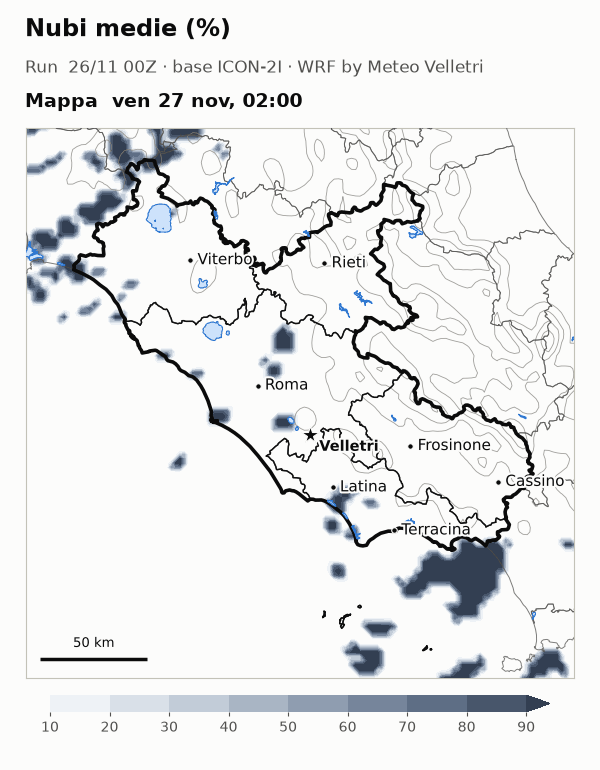 Nubi medie (%)
Run  26/11 00Z · base ICON-2I · WRF by Meteo Velletri
Mappa  ven 27 nov, 02:00
Viterbo
Rieti
Roma
Velletri
Frosinone
Latina
Cassino
Terracina
50 km
10 20 30 40 50 60 70 80 90